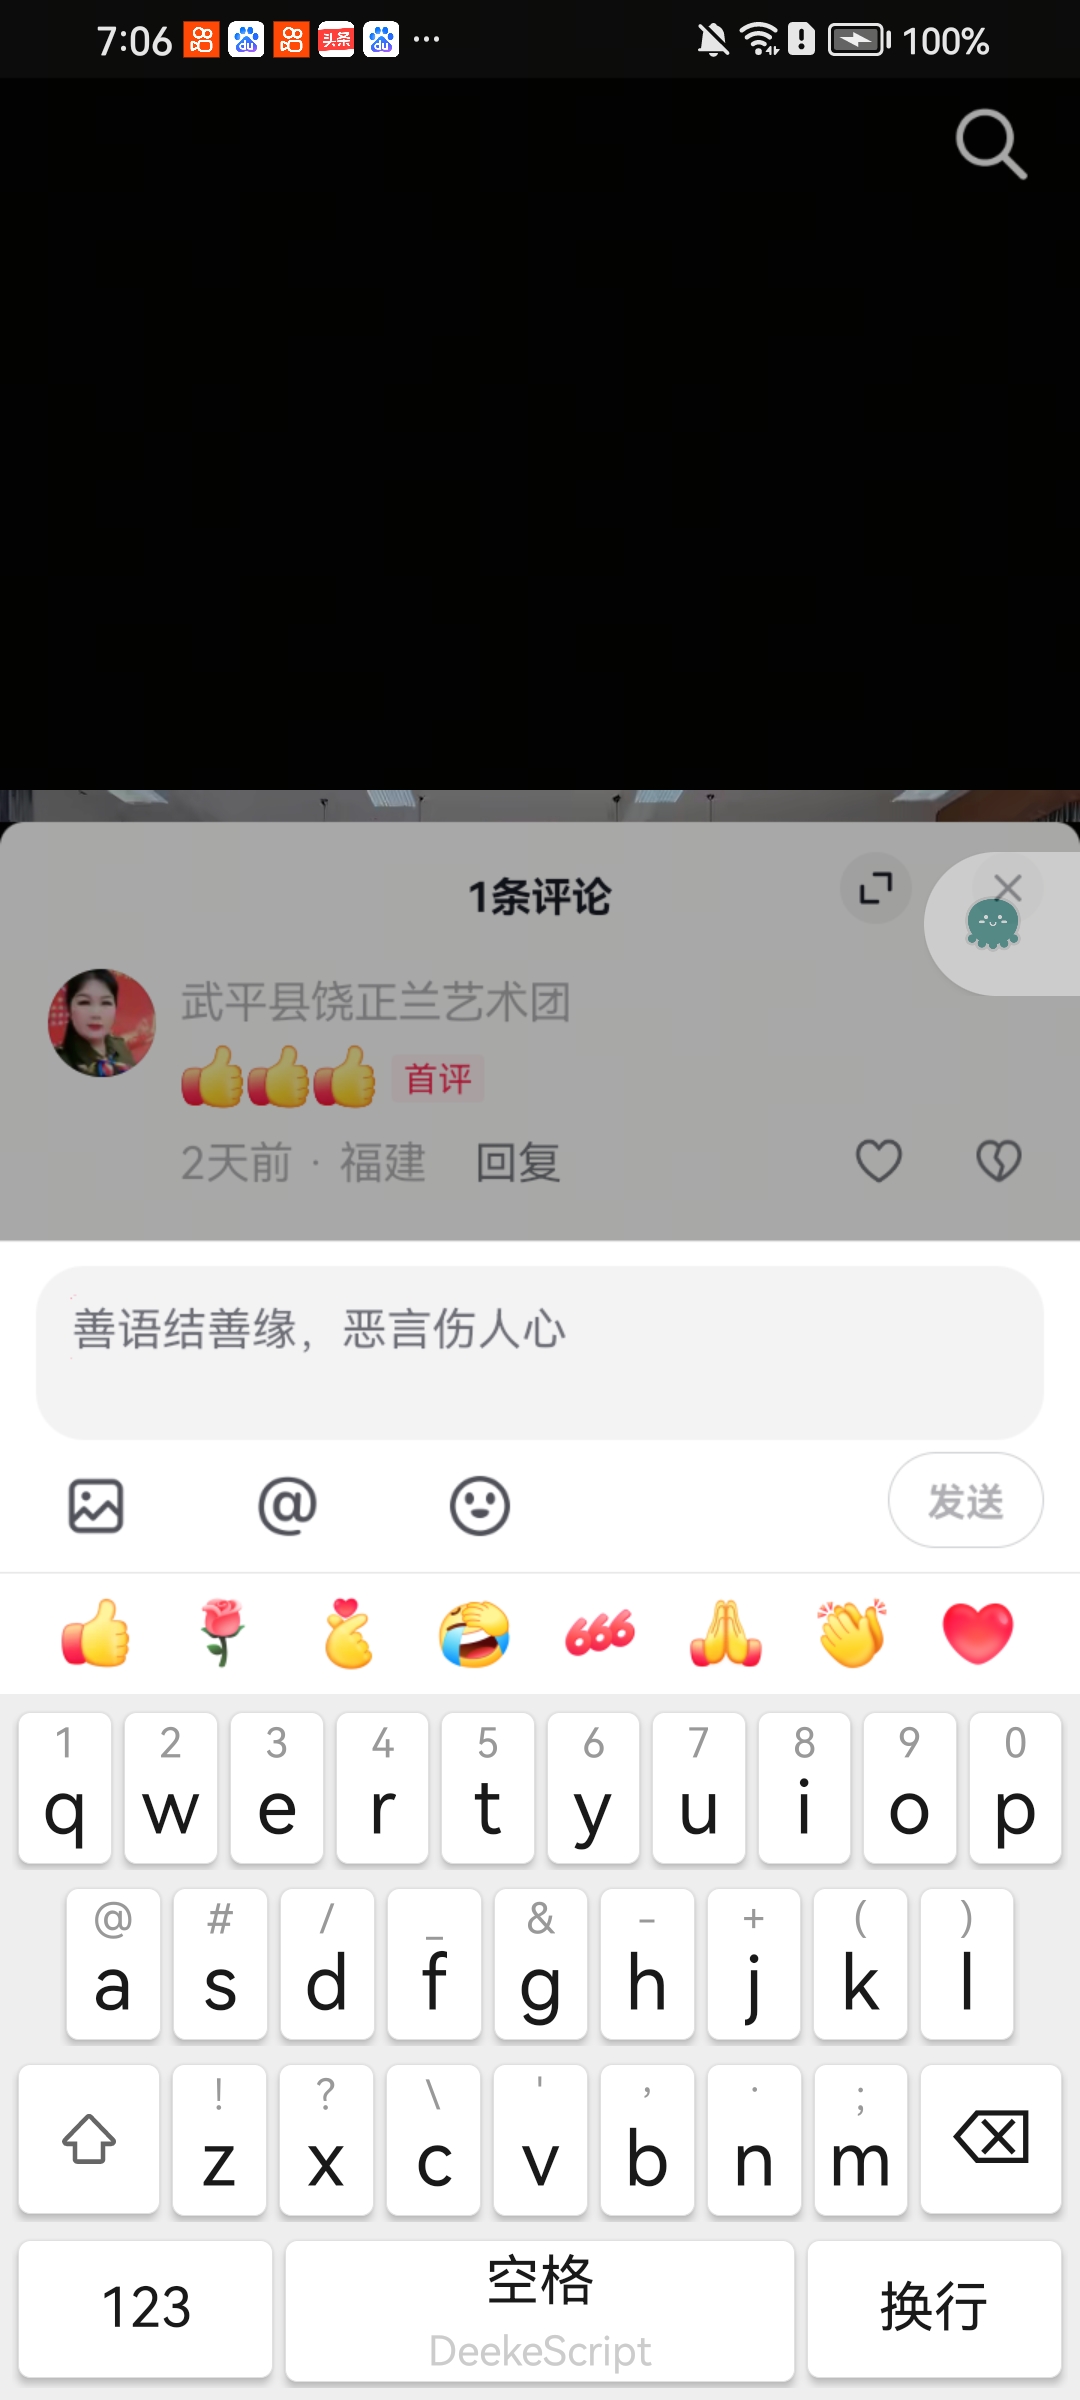 7:06 头条 ... 100%
1条评论
武平县饶正兰艺术团
首评
2天前 · 福建 回复
善语结善缘，恶言伤人心
@ 发送
666
1 2 3 4 5 6 7 8 9 0
q w e r t y u i o p
@ # / _ & - + ( )
a s d f g h j k l
! ? \ ' , · ;
z x c v b n m
123 空格 换行
DeekeScript